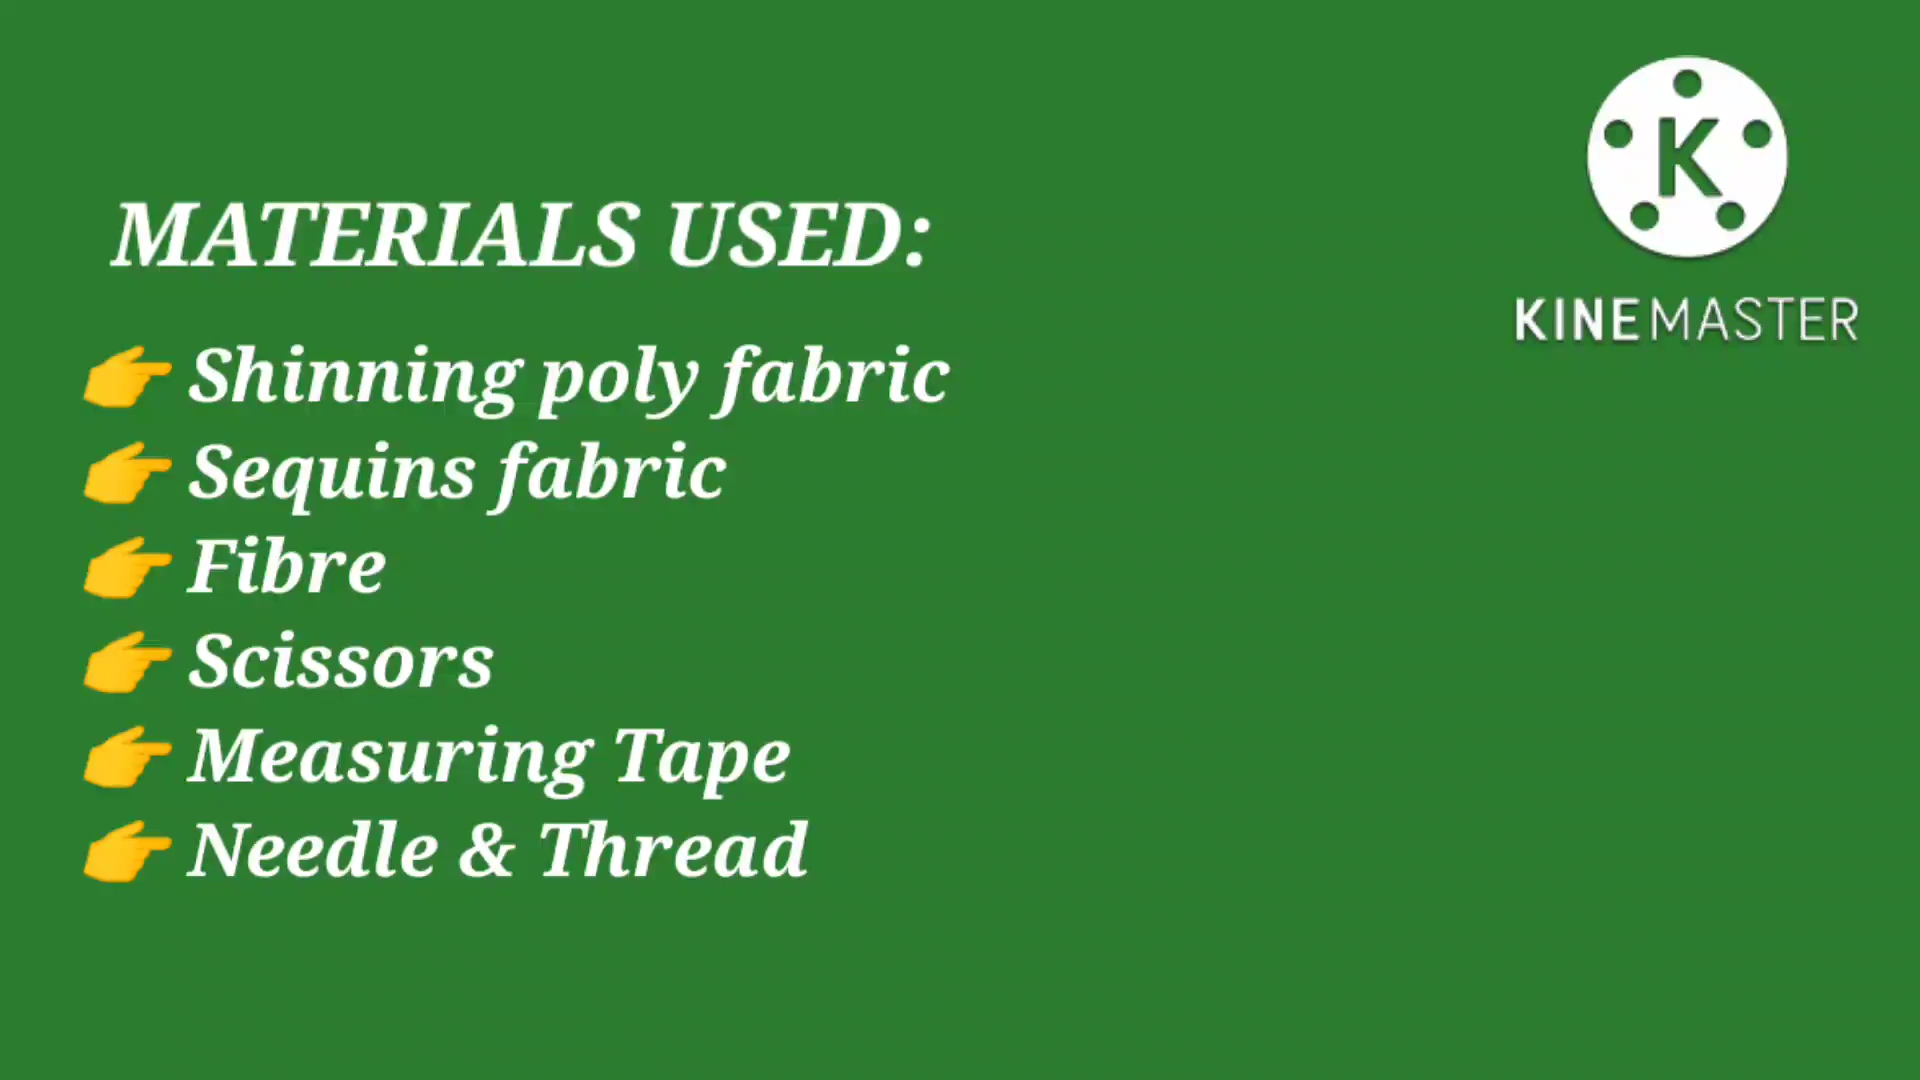 K
KINEMASTER
MATERIALS USED:
👉 Shinning poly fabric
👉 Sequins fabric
👉 Fibre
👉 Scissors
👉 Measuring Tape
👉 Needle & Thread